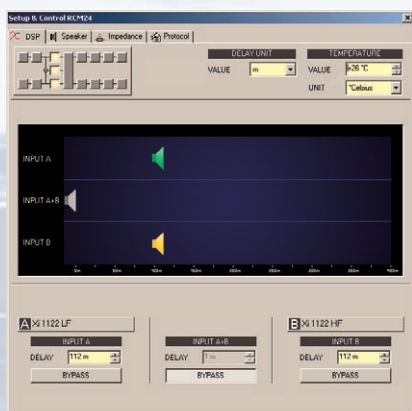 Setup & Control RCM24
DSP Speaker Impedance Protocol
DELAY UNIT TEMPERATURE
VALUE m VALUE +26 °C
UNIT °Celsius
INPUT A
INPUT A+B
INPUT B
50m 100m 150m 200m 250m 300m 350m 400m
A Xi 1122 LF B Xi 1122 HF
INPUT A INPUT A+B INPUT B
DELAY 112 m DELAY 1 m DELAY 112 m
BYPASS BYPASS BYPASS